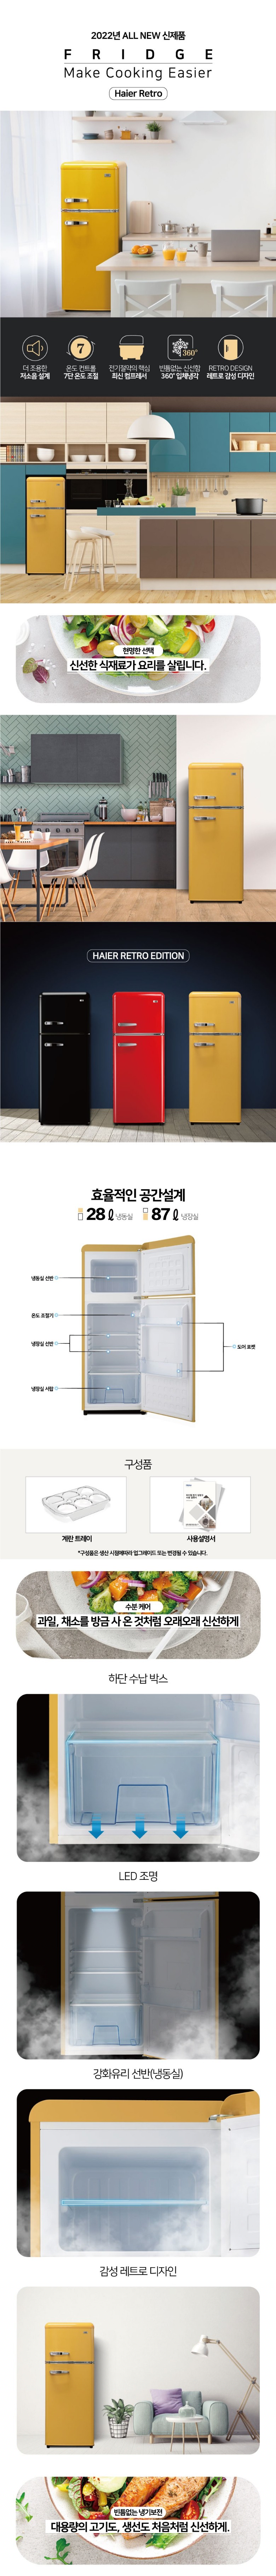 2022년 ALL NEW 신제품
FRIDGE
Make Cooking Easier
Haier Retro
7
360°
더 조용한
저소음 설계
온도 컨트롤
7단 온도 조절
전기절약의 핵심
최신 컴프레서
빈틈없는 신선함
360° 입체냉각
RETRO DESIGN
레트로 감성 디자인
현명한 선택
신선한 식재료가 요리를 살립니다.
HAIER RETRO EDITION
효율적인 공간설계
28ℓ 냉동실
87ℓ 냉장실
냉동실 선반
온도 조절기
냉장실 선반
도어 포켓
냉장실 서랍
구성품
계란 트레이
사용설명서
*구성품은 생산 시점에따라 업그레이드 또는 변경될 수 있습니다.
수분 케어
과일, 채소를 방금 사 온 것처럼 오래오래 신선하게
하단 수납 박스
LED 조명
강화유리 선반(냉동실)
감성 레트로 디자인
빈틈없는 냉기보전
대용량의 고기도, 생선도 처음처럼 신선하게.